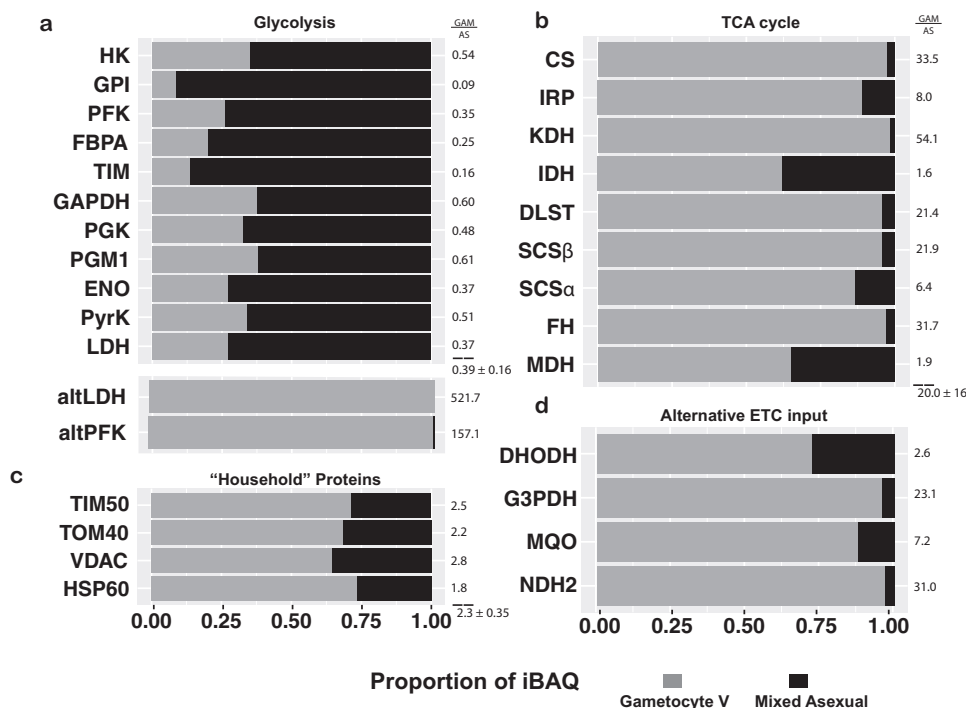 a
Glycolysis
GAM
AS
HK
0.54
GPI
0.09
PFK
0.35
FBPA
0.25
TIM
0.16
GAPDH
0.60
PGK
0.48
PGM1
0.61
ENO
0.37
PyrK
0.51
LDH
0.37
0.39 ± 0.16
altLDH
521.7
altPFK
157.1
b
TCA cycle
GAM
AS
CS
33.5
IRP
8.0
KDH
54.1
IDH
1.6
DLST
21.4
SCSβ
21.9
SCSα
6.4
FH
31.7
MDH
1.9
20.0 ± 16
c
“Household” Proteins
TIM50
2.5
TOM40
2.2
VDAC
2.8
HSP60
1.8
2.3 ± 0.35
0.00 0.25 0.50 0.75 1.00
d
Alternative ETC input
DHODH
2.6
G3PDH
23.1
MQO
7.2
NDH2
31.0
0.00 0.25 0.50 0.75 1.00
Proportion of iBAQ
Gametocyte V Mixed Asexual